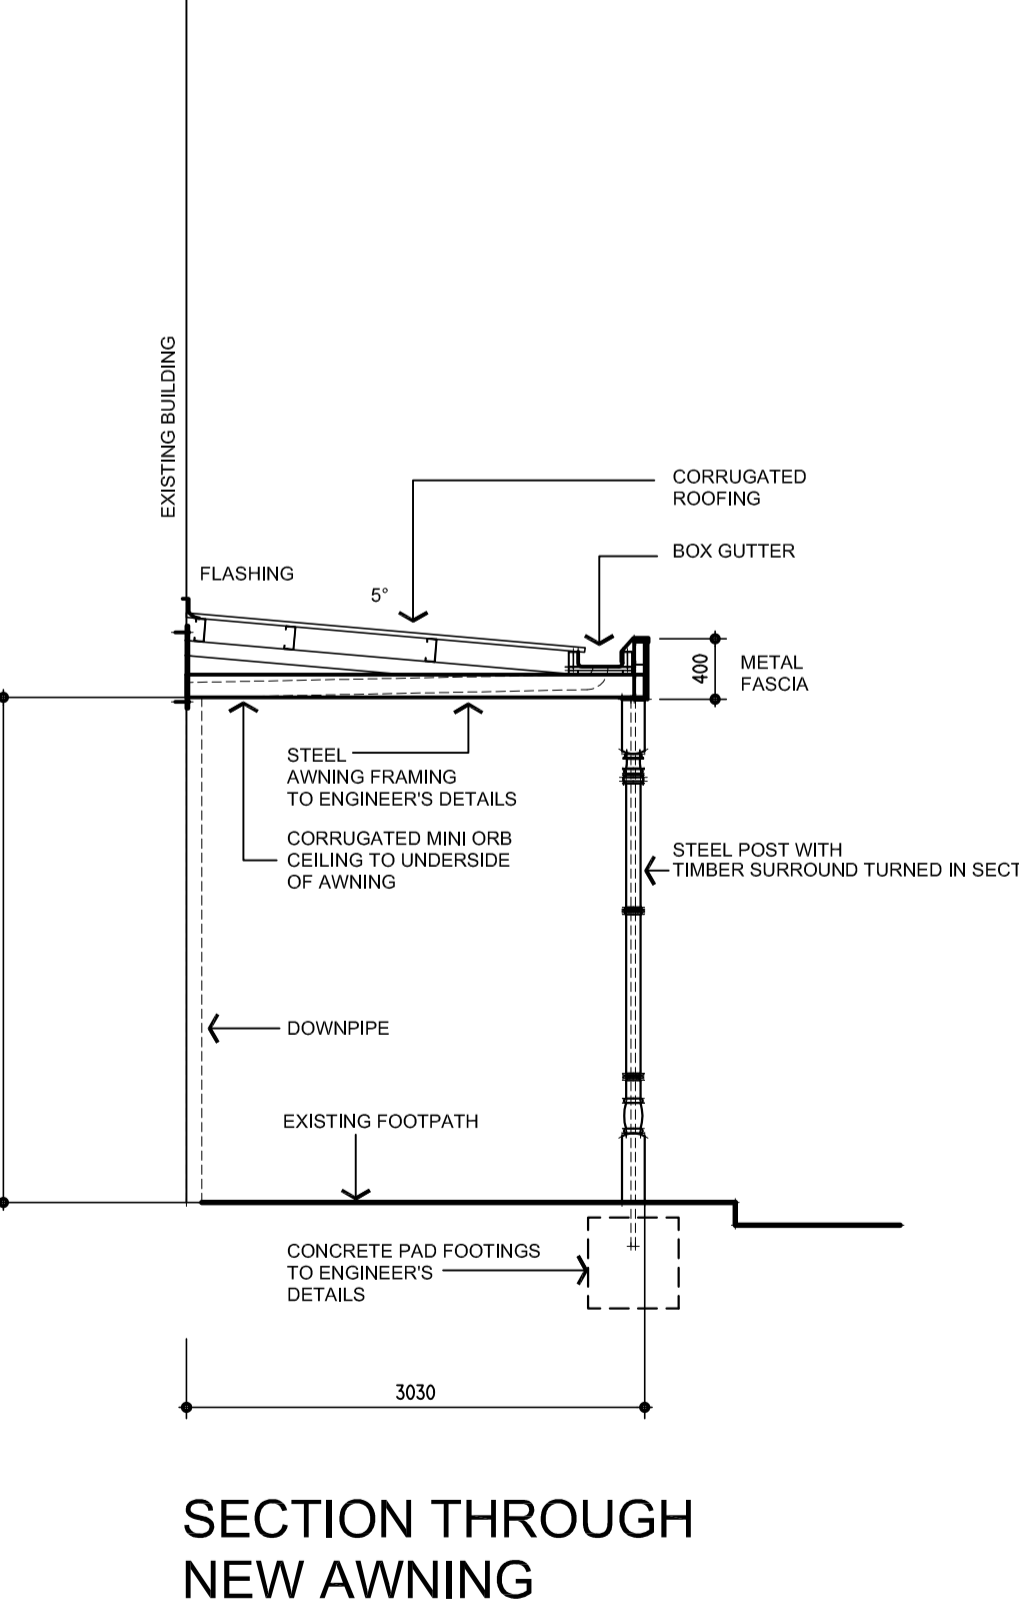 EXISTING BUILDING
CORRUGATED
ROOFING
BOX GUTTER
FLASHING
5°
400
METAL
FASCIA
STEEL
AWNING FRAMING
TO ENGINEER'S DETAILS
CORRUGATED MINI ORB
CEILING TO UNDERSIDE
OF AWNING
STEEL POST WITH
TIMBER SURROUND TURNED IN SECT
DOWNPIPE
EXISTING FOOTPATH
CONCRETE PAD FOOTINGS
TO ENGINEER'S
DETAILS
3030
SECTION THROUGH
NEW AWNING